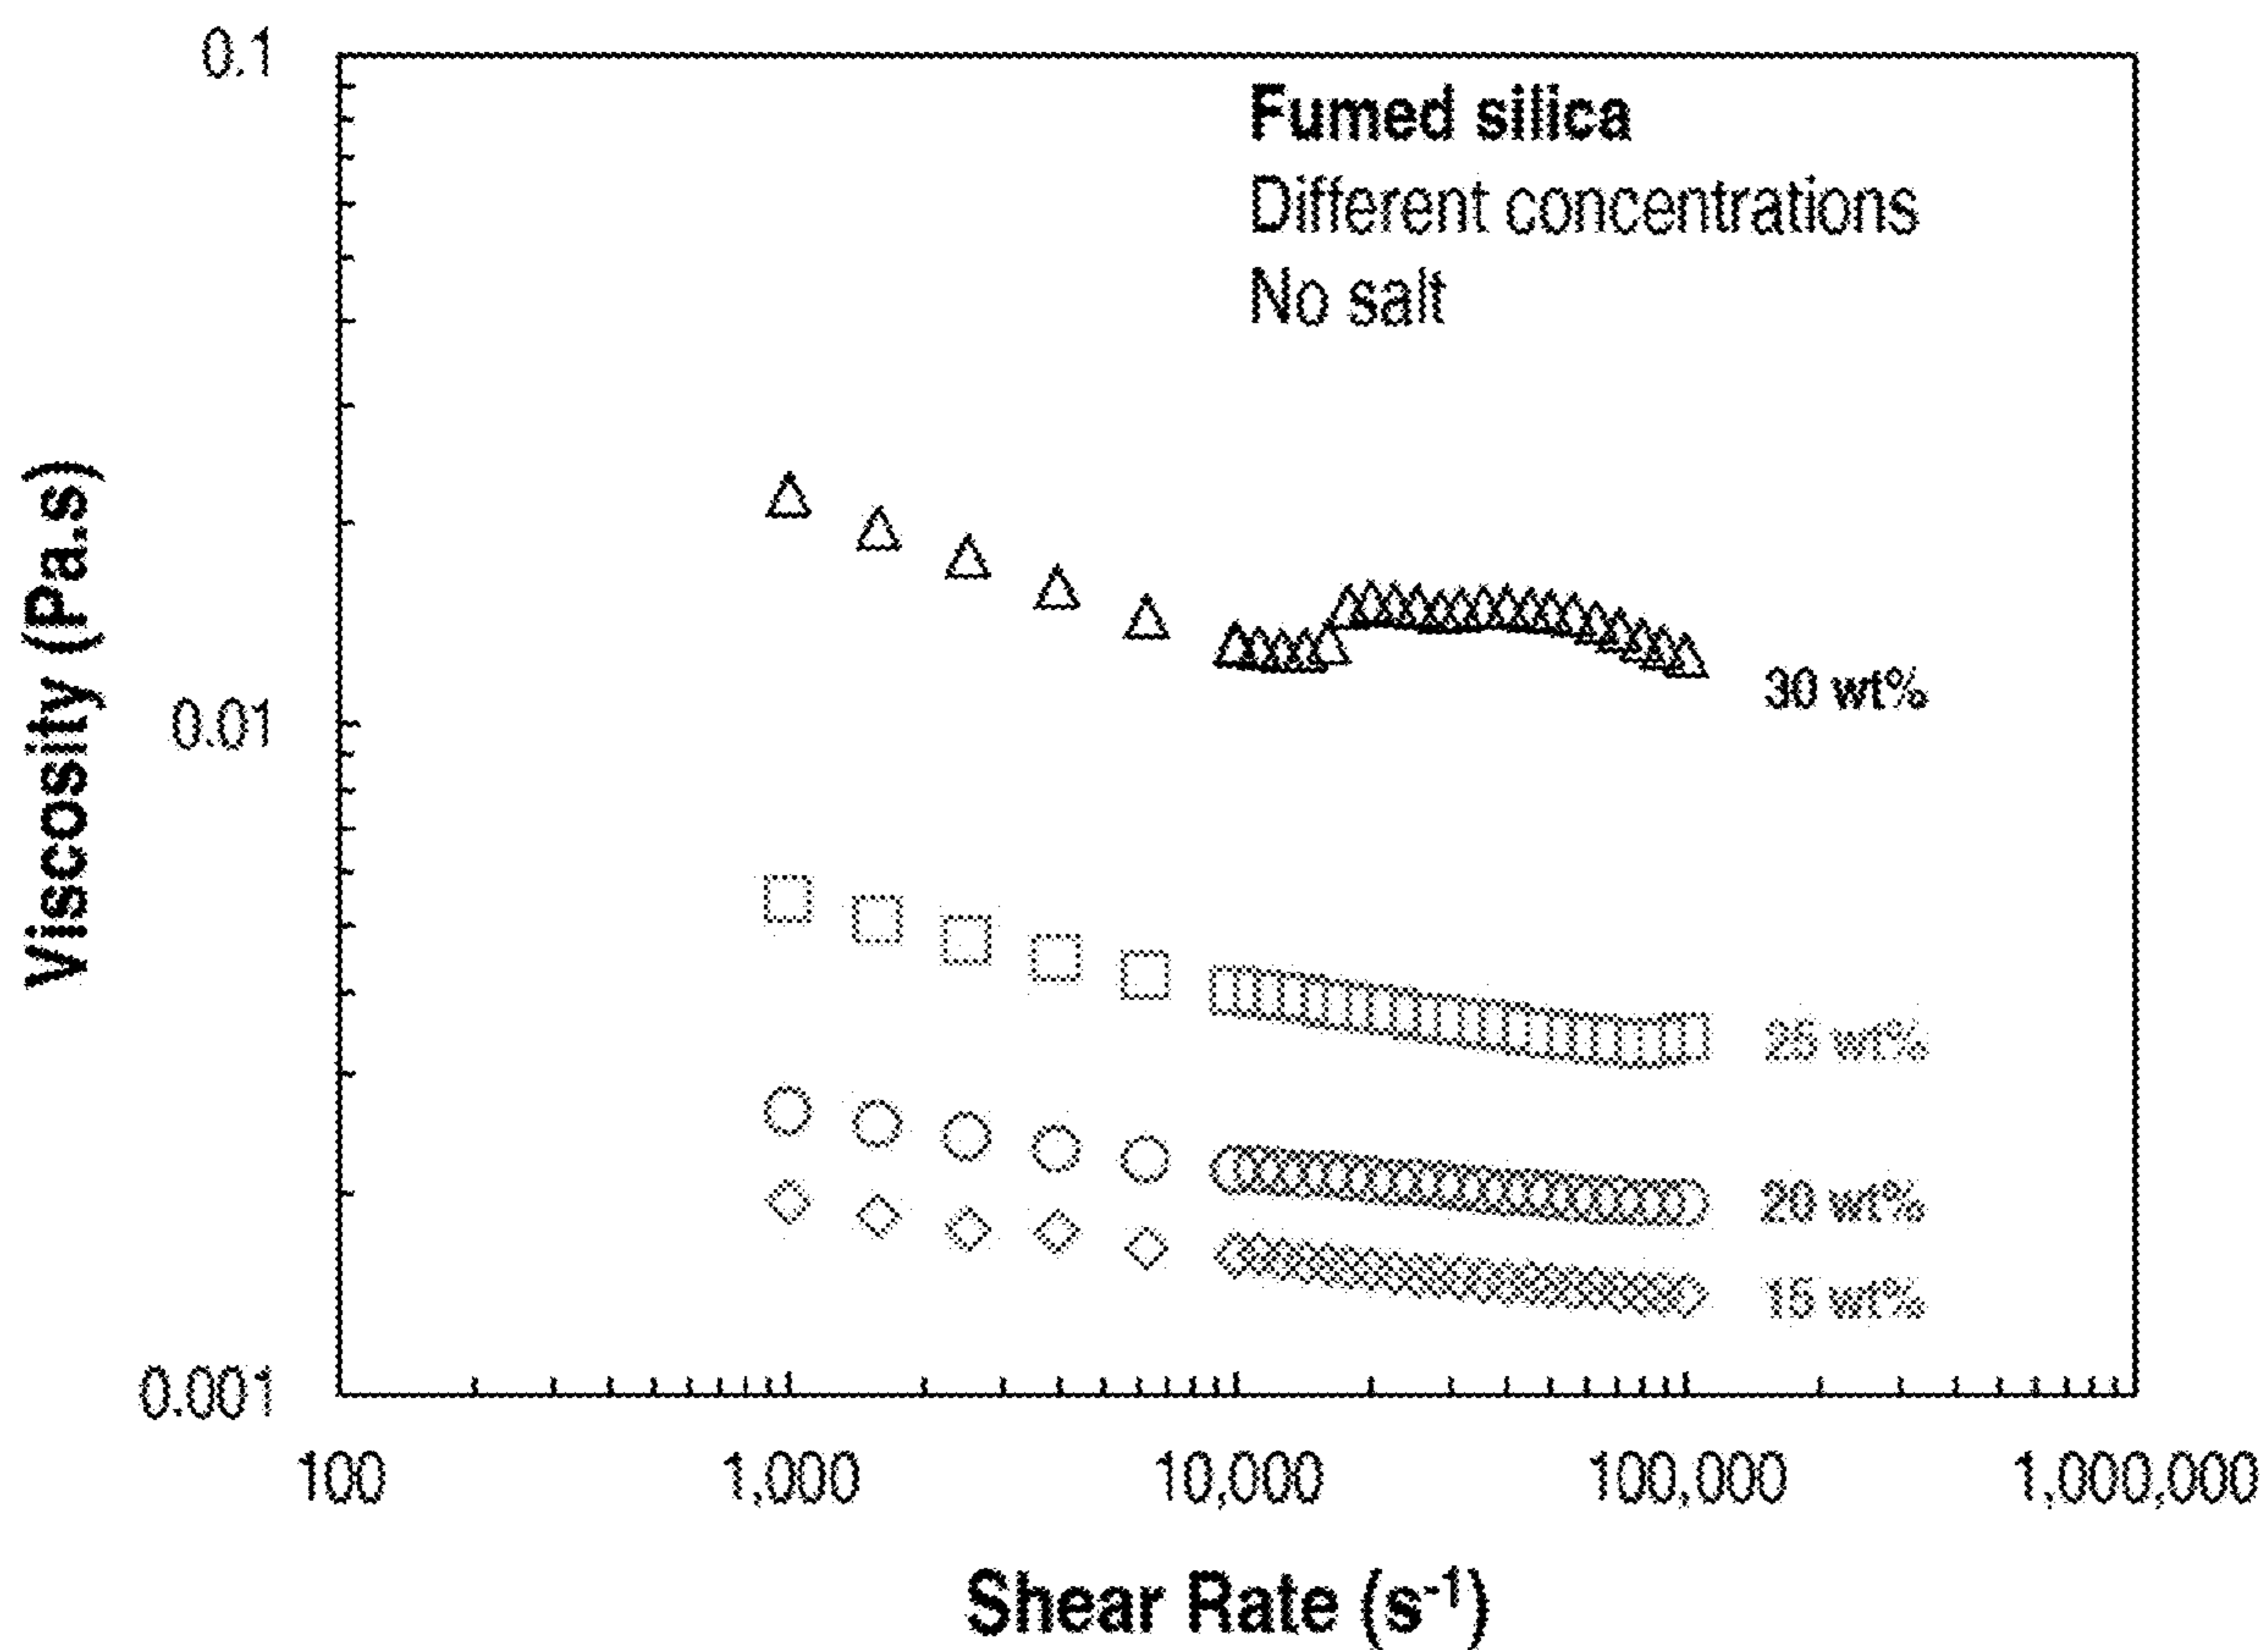 0.1
Fumed silica
Different concentrations
No salt
Viscosity (Pa.s)
30 wt%
0.01
25 wt%
20 wt%
15 wt%
0.001
100
1,000
10,000
100,000
1,000,000
Shear Rate (s⁻¹)